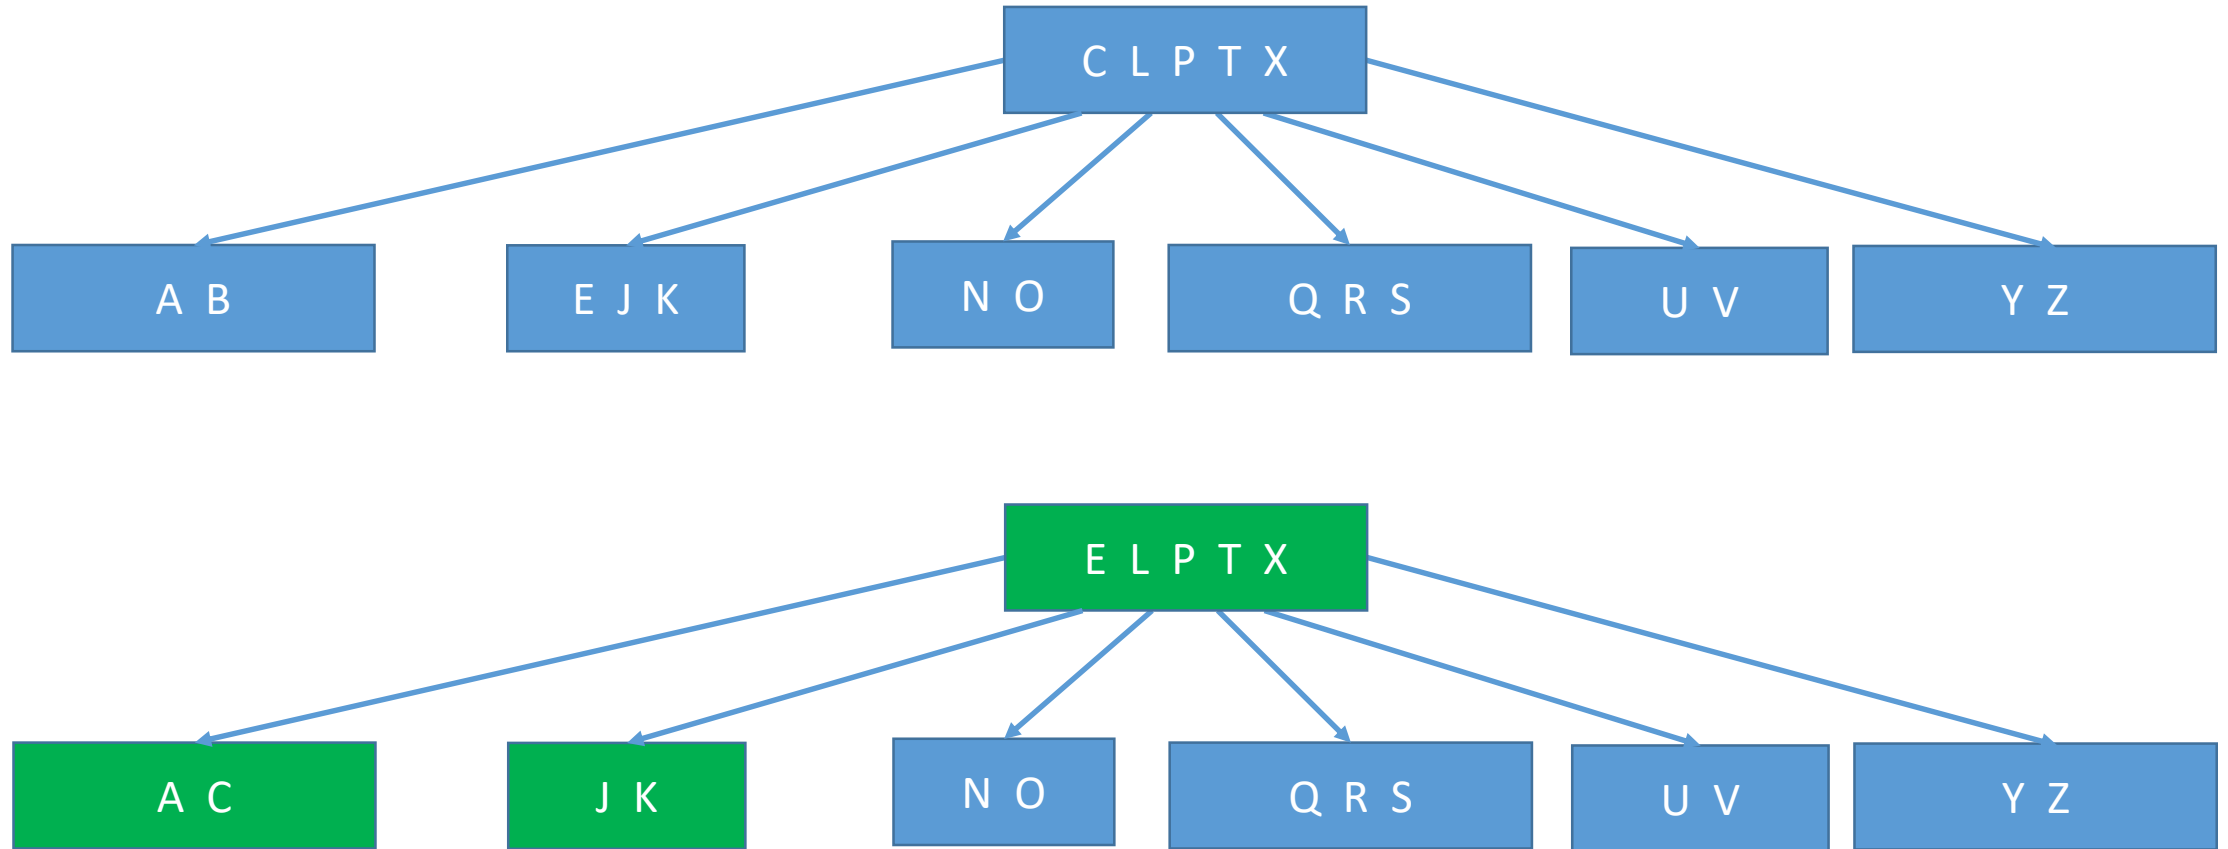 C L P T X
A B
E J K
N O
Q R S
U V
Y Z
E L P T X
A C
J K
N O
Q R S
U V
Y Z